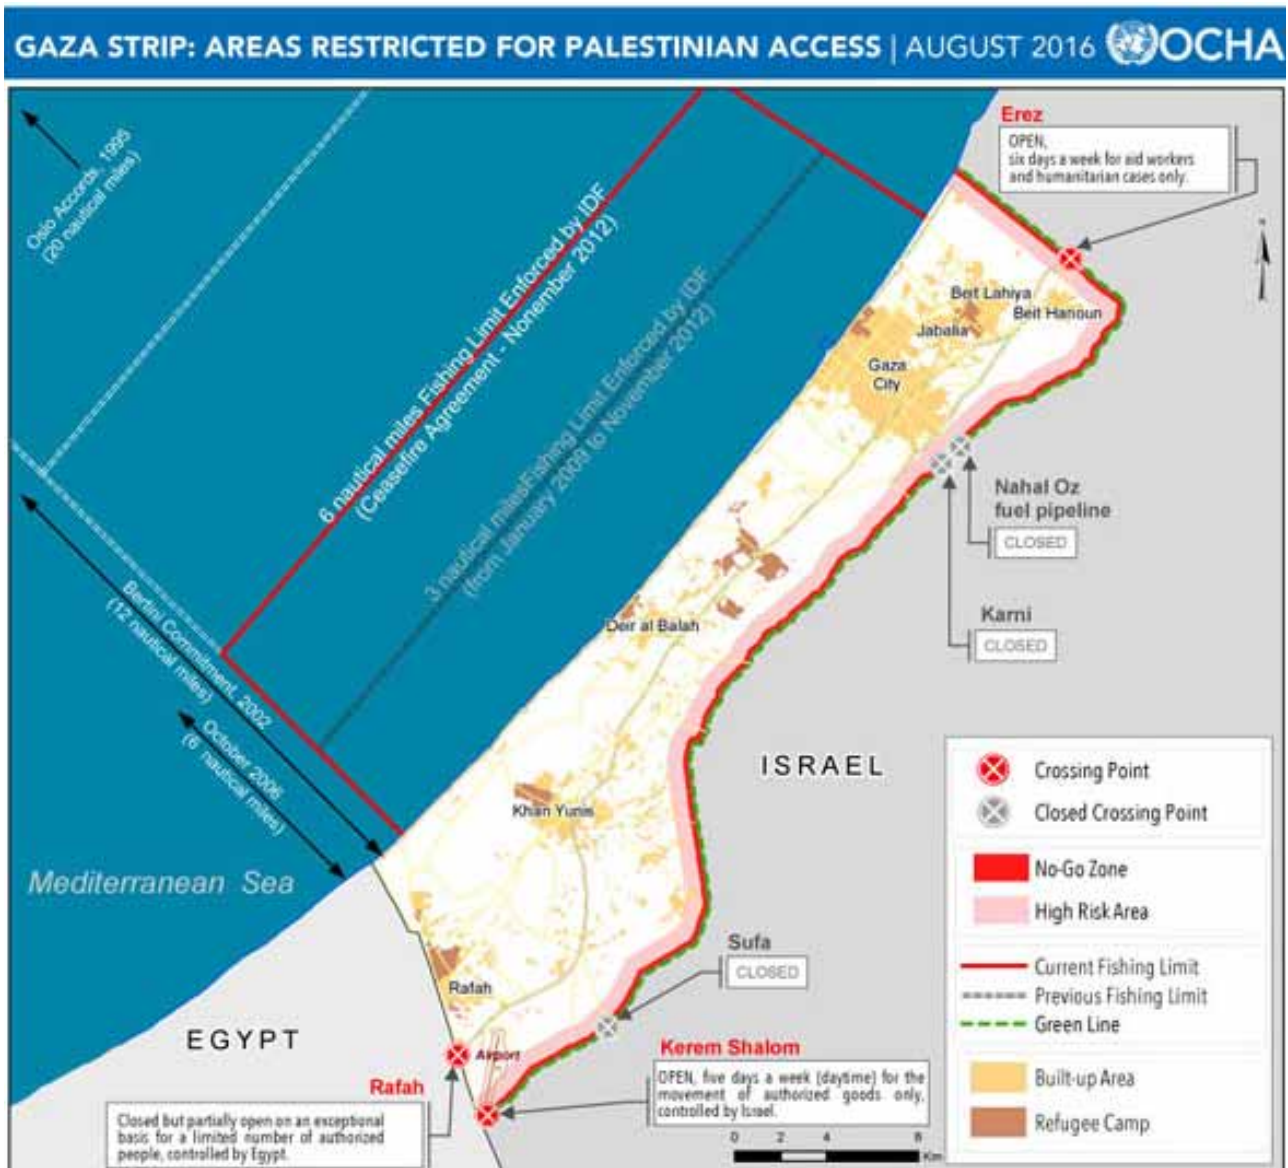 GAZA STRIP: AREAS RESTRICTED FOR PALESTINIAN ACCESS | AUGUST 2016 OCHA
Oslo Accords, 1995
(20 nautical miles)
6 nautical miles Fishing Limit Enforced by IDF
(Ceasefire Agreement - Nonember 2012)
3 nautical milesFishing Limit Enforced by IDF
(from January 2009 to November 2012)
Bertini Commitment, 2002
(12 nautical miles)
October 2006
(6 nautical miles)
Mediterranean Sea
Erez
OPEN,
six days a week for aid workers
and humanitarian cases only.
N
Beit Lahiya
Beit Hanoun
Jabalia
Gaza
City
Nahal Oz
fuel pipeline
CLOSED
Karni
CLOSED
Deir al Balah
ISRAEL
Khan Yunis
Sufa
CLOSED
Rafah
EGYPT
Airport
Rafah
Closed but partially open on an exceptional
basis for a limited number of authorized
people, controlled by Egypt.
Kerem Shalom
OPEN, five days a week (daytime) for the
movement of authorized goods only,
controlled by Israel.
0 2 4 8
Km
Crossing Point
Closed Crossing Point
No-Go Zone
High Risk Area
Current Fishing Limit
Previous Fishing Limit
Green Line
Built-up Area
Refugee Camp